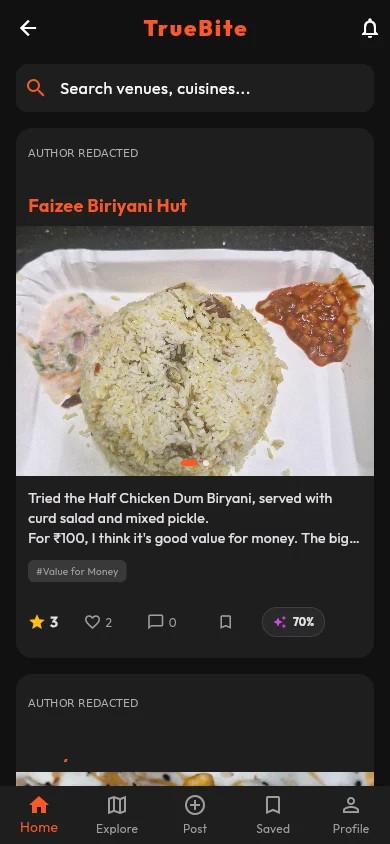 TrueBite
Search venues, cuisines...
AUTHOR REDACTED
Faizee Biriyani Hut
Tried the Half Chicken Dum Biryani, served with
curd salad and mixed pickle.
For ₹100, I think it's good value for money. The big...
#Value for Money
3 2 0 70%
AUTHOR REDACTED
Home Explore Post Saved Profile